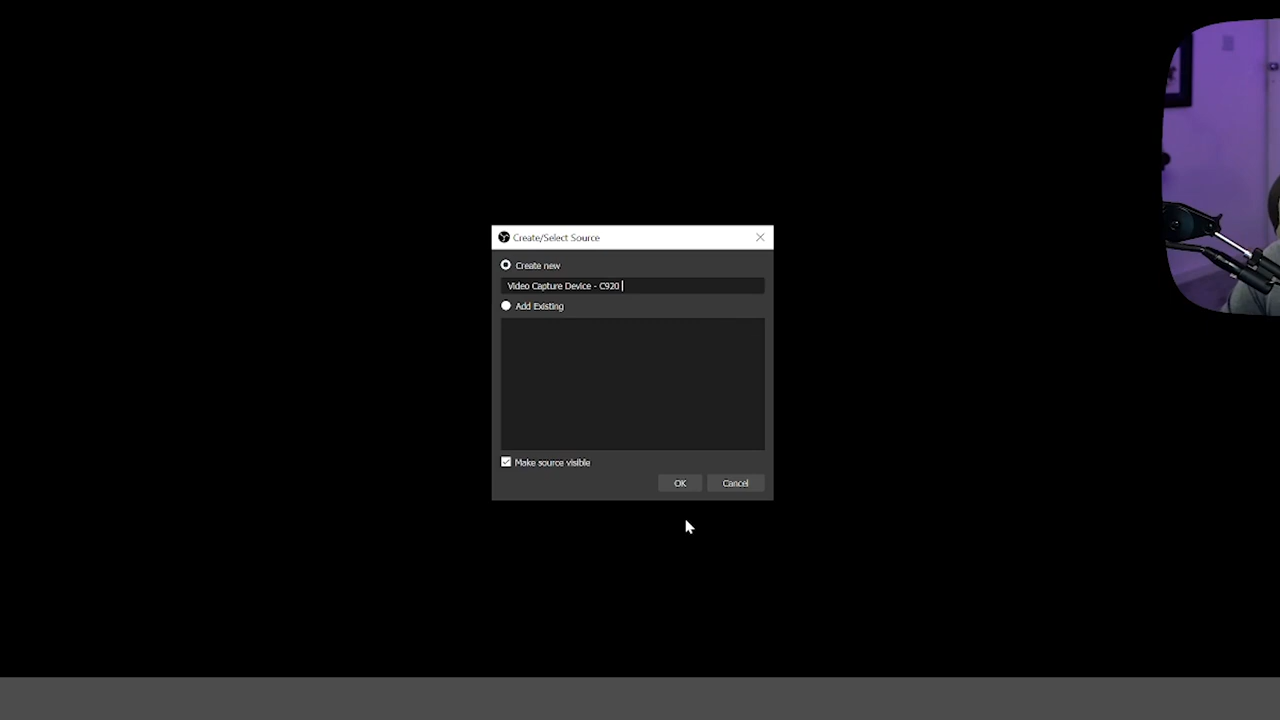 Create/Select Source
Create new
Video Capture Device - C920
Add Existing
Make source visible
OK
Cancel